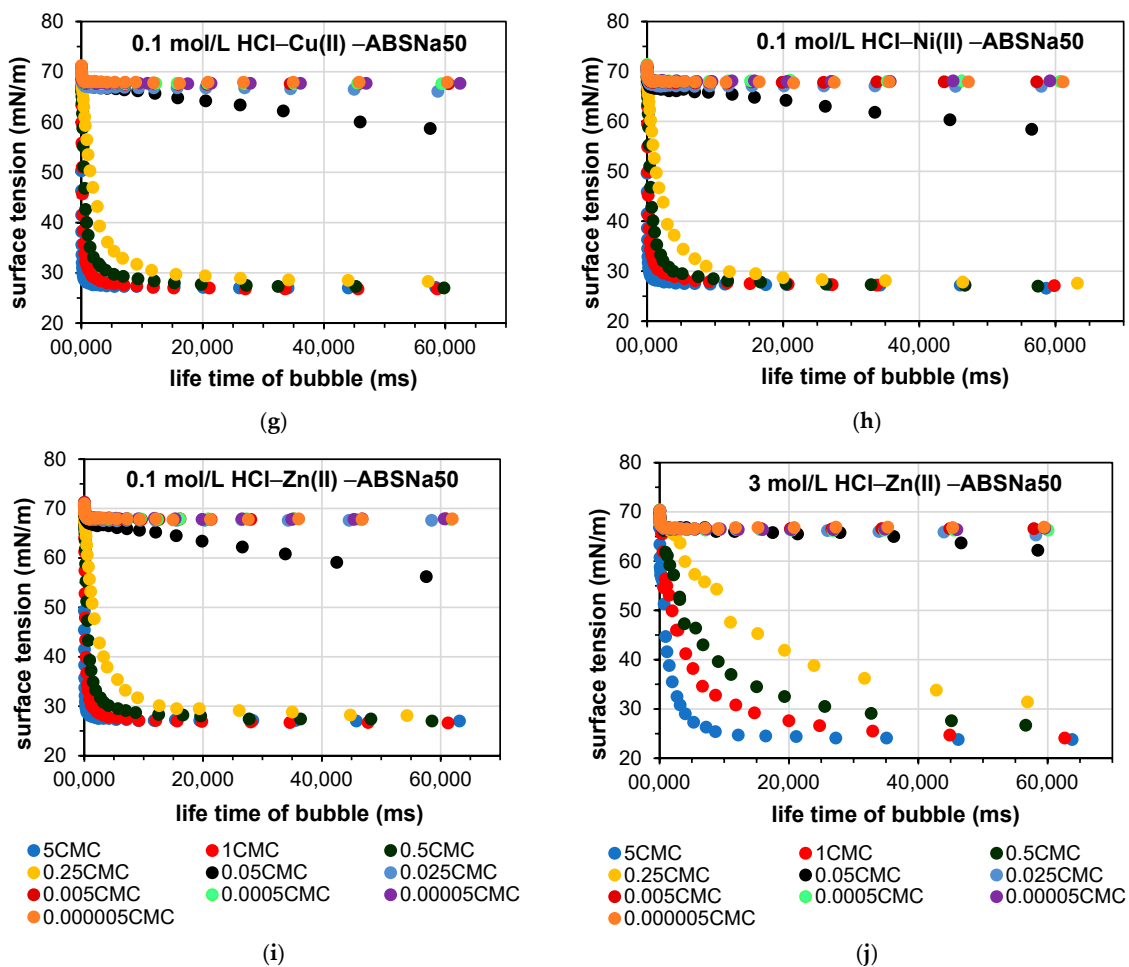 0.1 mol/L HCl–Cu(II) –ABSNa50
surface tension (mN/m)
80
70
60
50
40
30
20
00,000 20,000 40,000 60,000
life time of bubble (ms)
(g)
0.1 mol/L HCl–Ni(II) –ABSNa50
surface tension (mN/m)
80
70
60
50
40
30
20
00,000 20,000 40,000 60,000
life time of bubble (ms)
(h)
0.1 mol/L HCl–Zn(II) –ABSNa50
surface tension (mN/m)
80
70
60
50
40
30
20
00,000 20,000 40,000 60,000
life time of bubble (ms)
5CMC 1CMC 0.5CMC
0.25CMC 0.05CMC 0.025CMC
0.005CMC 0.0005CMC 0.00005CMC
0.000005CMC
(i)
3 mol/L HCl–Zn(II) –ABSNa50
surface tension (mN/m)
80
70
60
50
40
30
20
00,000 20,000 40,000 60,000
life time of bubble (ms)
5CMC 1CMC 0.5CMC
0.25CMC 0.05CMC 0.025CMC
0.005CMC 0.0005CMC 0.00005CMC
0.000005CMC
(j)